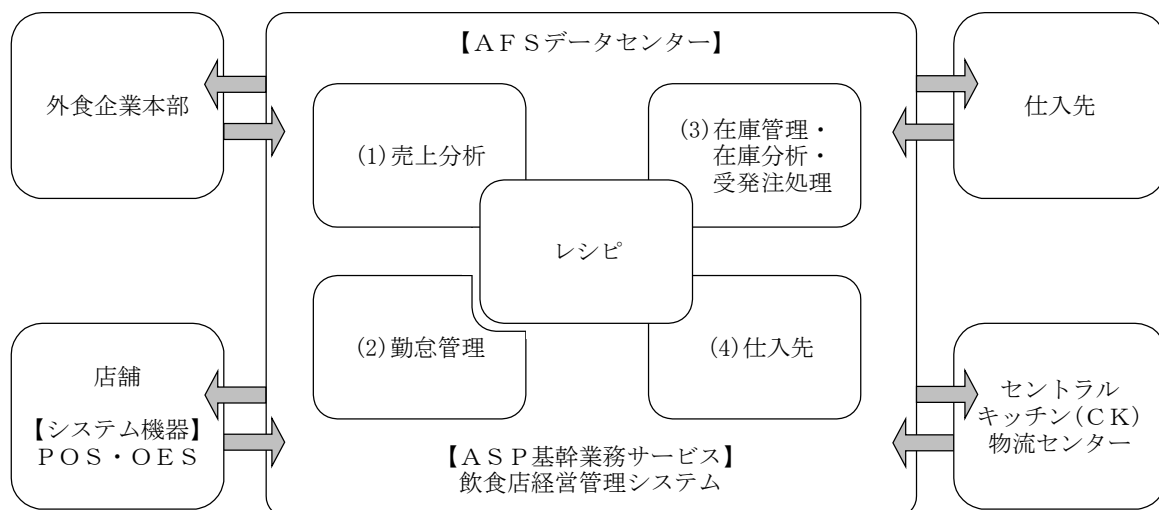 【ＡＦＳデータセンター】
外食企業本部
仕入先
(1)売上分析
(3)在庫管理・
在庫分析・
受発注処理
レシピ
(2)勤怠管理
(4)仕入先
店舗
【システム機器】
ＰＯＳ・ＯＥＳ
セントラル
キッチン(ＣＫ)
物流センター
【ＡＳＰ基幹業務サービス】
飲食店経営管理システム